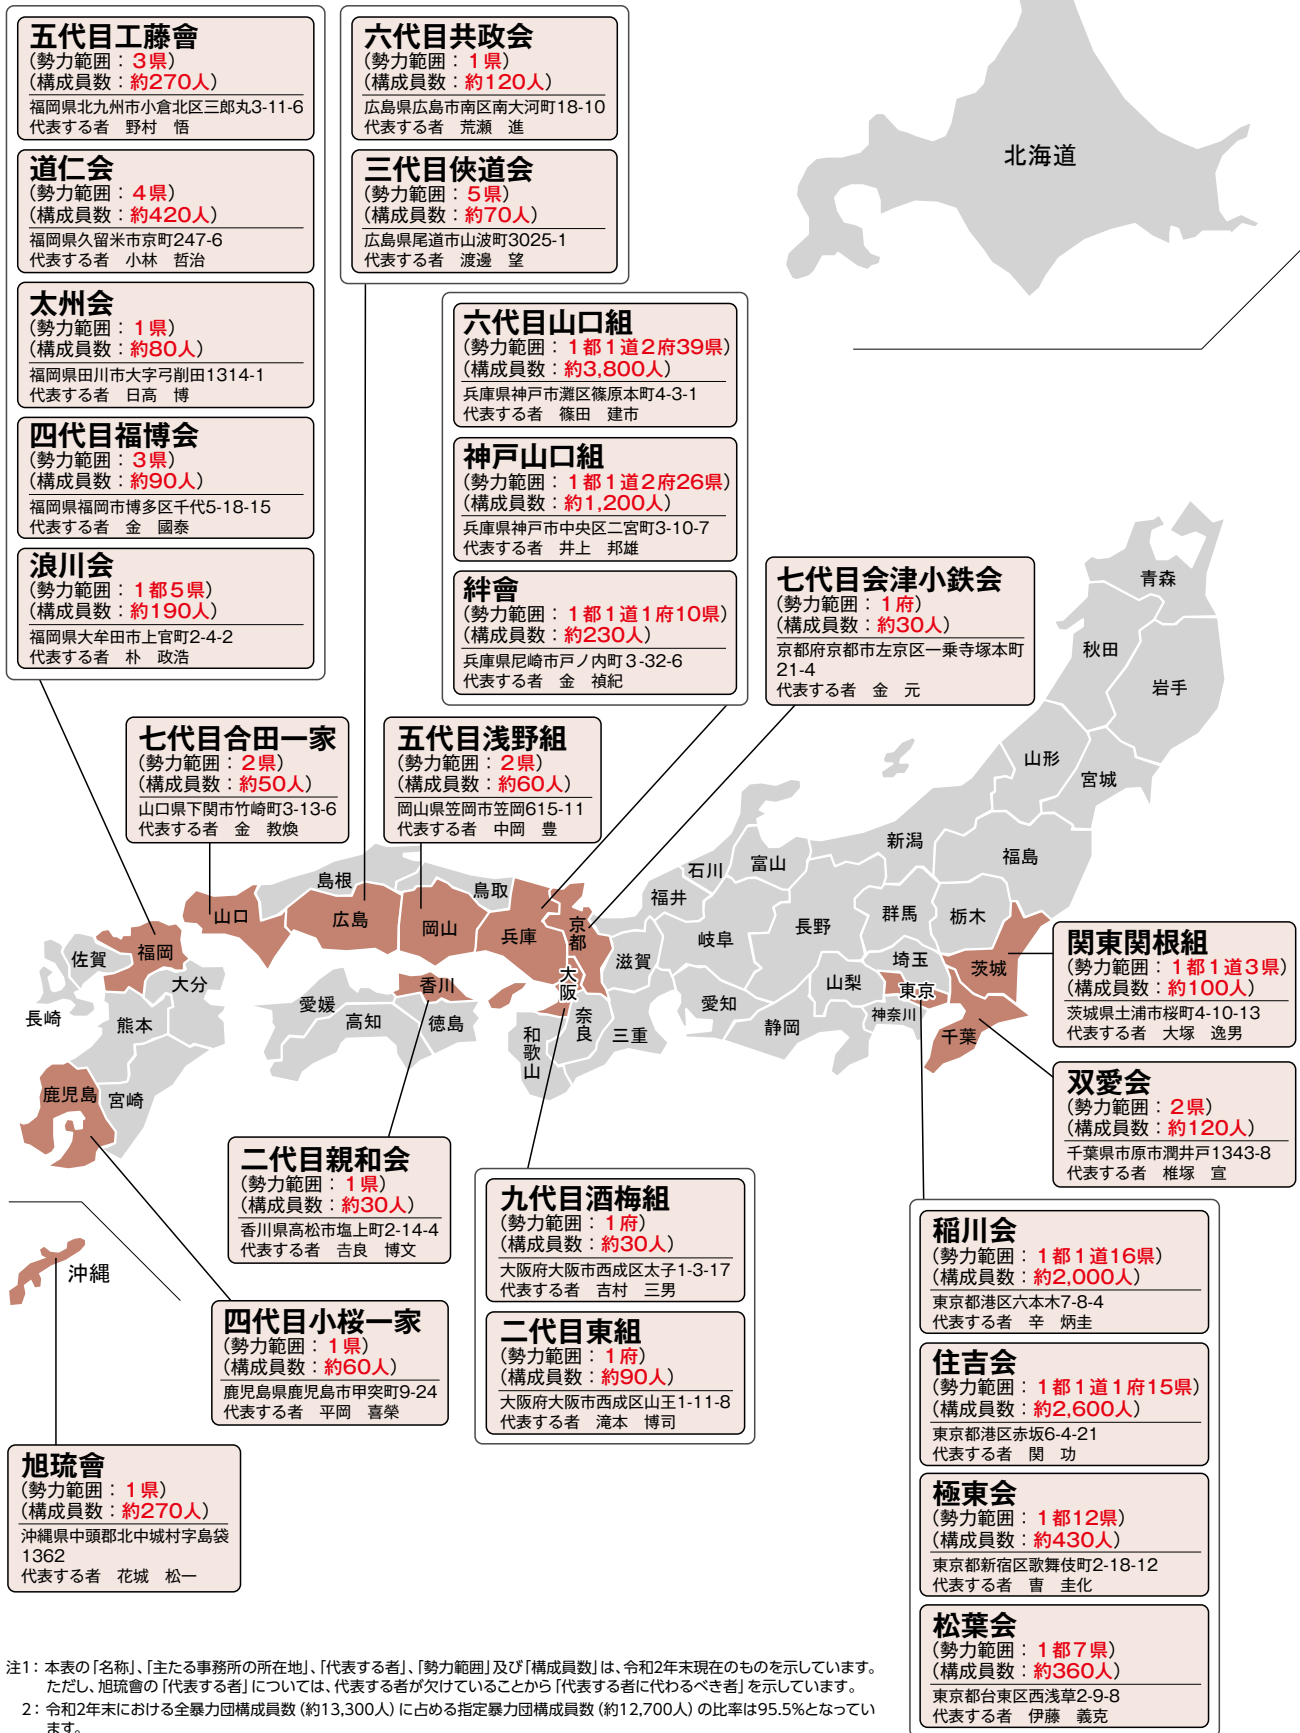 五代目工藤會
(勢力範囲：3県)
(構成員数：約270人)
福岡県北九州市小倉北区三郎丸3-11-6
代表する者　野村　悟
道仁会
(勢力範囲：4県)
(構成員数：約420人)
福岡県久留米市京町247-6
代表する者　小林　哲治
太州会
(勢力範囲：1県)
(構成員数：約80人)
福岡県田川市大字弓削田1314-1
代表する者　日高　博
四代目福博会
(勢力範囲：3県)
(構成員数：約90人)
福岡県福岡市博多区千代5-18-15
代表する者　金　國泰
浪川会
(勢力範囲：1都5県)
(構成員数：約190人)
福岡県大牟田市上官町2-4-2
代表する者　朴　政浩
六代目共政会
(勢力範囲：1県)
(構成員数：約120人)
広島県広島市南区南大河町18-10
代表する者　荒瀬　進
三代目俠道会
(勢力範囲：5県)
(構成員数：約70人)
広島県尾道市山波町3025-1
代表する者　渡邊　望
六代目山口組
(勢力範囲：1都1道2府39県)
(構成員数：約3,800人)
兵庫県神戸市灘区篠原本町4-3-1
代表する者　篠田　建市
神戸山口組
(勢力範囲：1都1道2府26県)
(構成員数：約1,200人)
兵庫県神戸市中央区二宮町3-10-7
代表する者　井上　邦雄
絆會
(勢力範囲：1都1道1府10県)
(構成員数：約230人)
兵庫県尼崎市戸ノ内町3-32-6
代表する者　金　禎紀
七代目会津小鉄会
(勢力範囲：1府)
(構成員数：約30人)
京都府京都市左京区一乗寺塚本町
21-4
代表する者　金　元
七代目合田一家
(勢力範囲：2県)
(構成員数：約50人)
山口県下関市竹崎町3-13-6
代表する者　金　教煥
五代目浅野組
(勢力範囲：2県)
(構成員数：約60人)
岡山県笠岡市笠岡615-11
代表する者　中岡　豊
北海道
青森
秋田
岩手
山形
宮城
新潟
福島
石川
富山
福井
長野
群馬
栃木
岐阜
埼玉
茨城
山梨
東京
神奈川
千葉
愛知
静岡
滋賀
三重
京都
大阪
奈良
和歌山
兵庫
岡山
鳥取
島根
広島
山口
香川
愛媛
高知
徳島
福岡
佐賀
大分
長崎
熊本
鹿児島
宮崎
沖縄
関東関根組
(勢力範囲：1都1道3県)
(構成員数：約100人)
茨城県土浦市桜町4-10-13
代表する者　大塚　逸男
双愛会
(勢力範囲：2県)
(構成員数：約120人)
千葉県市原市潤井戸1343-8
代表する者　椎塚　宣
二代目親和会
(勢力範囲：1県)
(構成員数：約30人)
香川県高松市塩上町2-14-4
代表する者　吉良　博文
九代目酒梅組
(勢力範囲：1府)
(構成員数：約30人)
大阪府大阪市西成区太子1-3-17
代表する者　吉村　三男
二代目東組
(勢力範囲：1府)
(構成員数：約90人)
大阪府大阪市西成区山王1-11-8
代表する者　滝本　博司
四代目小桜一家
(勢力範囲：1県)
(構成員数：約60人)
鹿児島県鹿児島市甲突町9-24
代表する者　平岡　喜榮
旭琉會
(勢力範囲：1県)
(構成員数：約270人)
沖縄県中頭郡北中城村字島袋
1362
代表する者　花城　松一
稲川会
(勢力範囲：1都1道16県)
(構成員数：約2,000人)
東京都港区六本木7-8-4
代表する者　辛　炳圭
住吉会
(勢力範囲：1都1道1府15県)
(構成員数：約2,600人)
東京都港区赤坂6-4-21
代表する者　関　功
極東会
(勢力範囲：1都12県)
(構成員数：約430人)
東京都新宿区歌舞伎町2-18-12
代表する者　曺　圭化
松葉会
(勢力範囲：1都7県)
(構成員数：約360人)
東京都台東区西浅草2-9-8
代表する者　伊藤　義克
注1：本表の「名称」、「主たる事務所の所在地」、「代表する者」、「勢力範囲」及び「構成員数」は、令和2年末現在のものを示しています。
ただし、旭琉會の「代表する者」については、代表する者が欠けていることから「代表する者に代わるべき者」を示しています。
2：令和2年末における全暴力団構成員数(約13,300人)に占める指定暴力団構成員数(約12,700人)の比率は95.5%となってい
ます。